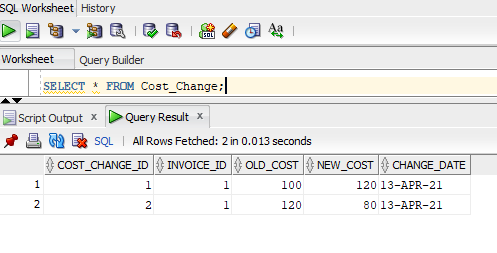 SQL Worksheet History
Worksheet Query Builder
SELECT * FROM Cost_Change;
Script Output x Query Result x
SQL | All Rows Fetched: 2 in 0.013 seconds
COST_CHANGE_ID INVOICE_ID OLD_COST NEW_COST CHANGE_DATE
1 1 1 100 120 13-APR-21
2 2 1 120 80 13-APR-21